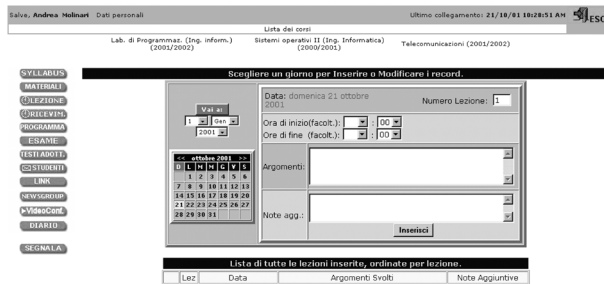 Salve, Andrea Molinari Dati personali
Ultimo collegamento: 21/10/01 10:28:51 AM
ESC
Lista dei corsi
Lab. di Programmaz. (Ing. inform.) (2001/2002)
Sistemi operativi II (Ing. Informatica) (2000/2001)
Telecomunicazioni (2001/2002)
SYLLABUS
MATERIALI
LEZIONE
RICEVIM.
PROGRAMMA
ESAME
TESTI ADOTT.
STUDENTI
LINK
NEWSGROUP
VideoConf.
DIARIO
SEGNALA
Scegliere un giorno per Inserire o Modificare i record.
Vai a:
1 Gen
2001
<< ottobre 2001 >>
D L M M G V S
1 2 3 4 5 6
7 8 9 10 11 12 13
14 15 16 17 18 19 20
21 22 23 24 25 26 27
28 29 30 31
Data: domenica 21 ottobre 2001
Numero Lezione: 1
Ora di inizio(facolt.): : 00
Ore di fine (facolt.): : 00
Argomenti:
Note agg.:
Inserisci
Lista di tutte le lezioni inserite, ordinate per lezione.
Lez Data Argomenti Svolti Note Aggiuntive